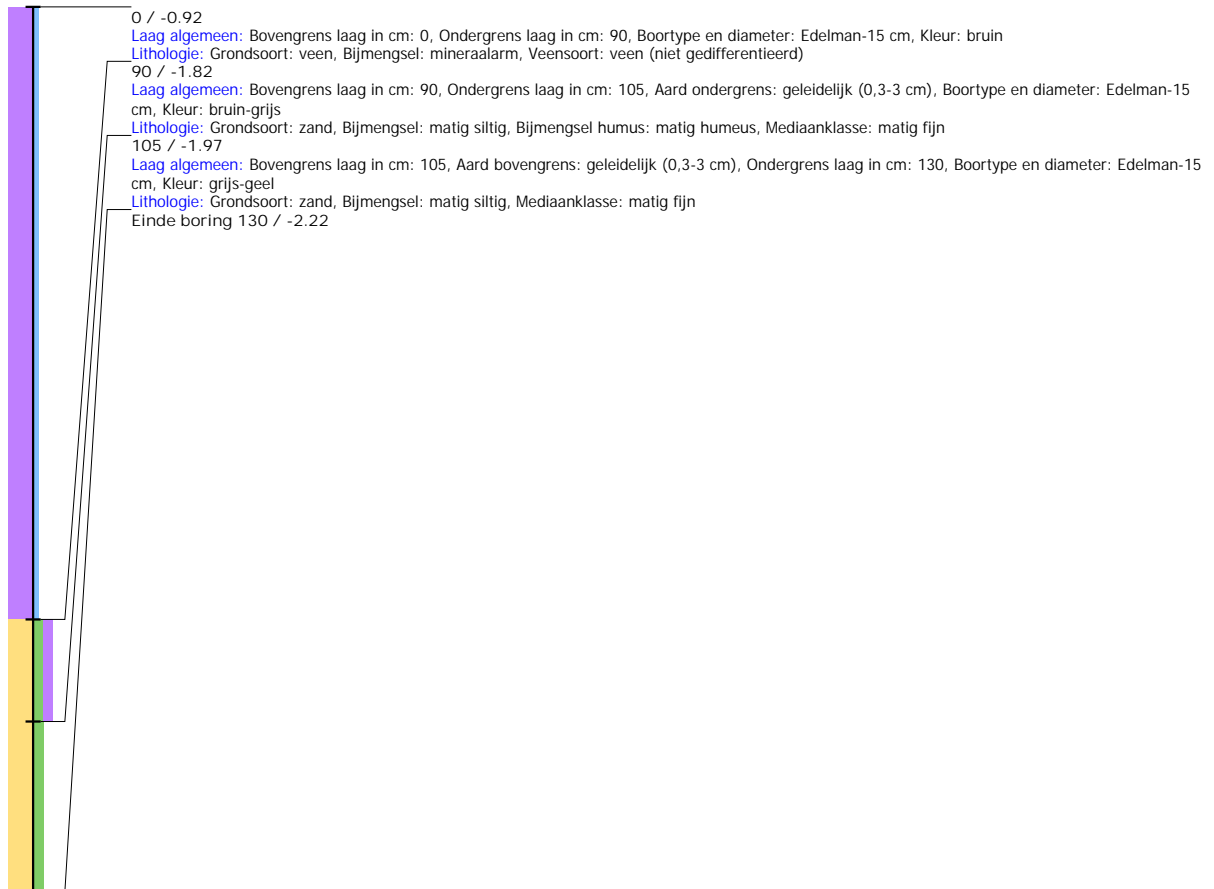 0 / -0.92
Laag algemeen: Bovengrens laag in cm: 0, Ondergrens laag in cm: 90, Boortype en diameter: Edelman-15 cm, Kleur: bruin
Lithologie: Grondsoort: veen, Bijmengsel: mineraalarm, Veensoort: veen (niet gedifferentieerd)
90 / -1.82
Laag algemeen: Bovengrens laag in cm: 90, Ondergrens laag in cm: 105, Aard ondergrens: geleidelijk (0,3-3 cm), Boortype en diameter: Edelman-15
cm, Kleur: bruin-grijs
Lithologie: Grondsoort: zand, Bijmengsel: matig siltig, Bijmengsel humus: matig humeus, Mediaanklasse: matig fijn
105 / -1.97
Laag algemeen: Bovengrens laag in cm: 105, Aard bovengrens: geleidelijk (0,3-3 cm), Ondergrens laag in cm: 130, Boortype en diameter: Edelman-15
cm, Kleur: grijs-geel
Lithologie: Grondsoort: zand, Bijmengsel: matig siltig, Mediaanklasse: matig fijn
Einde boring 130 / -2.22